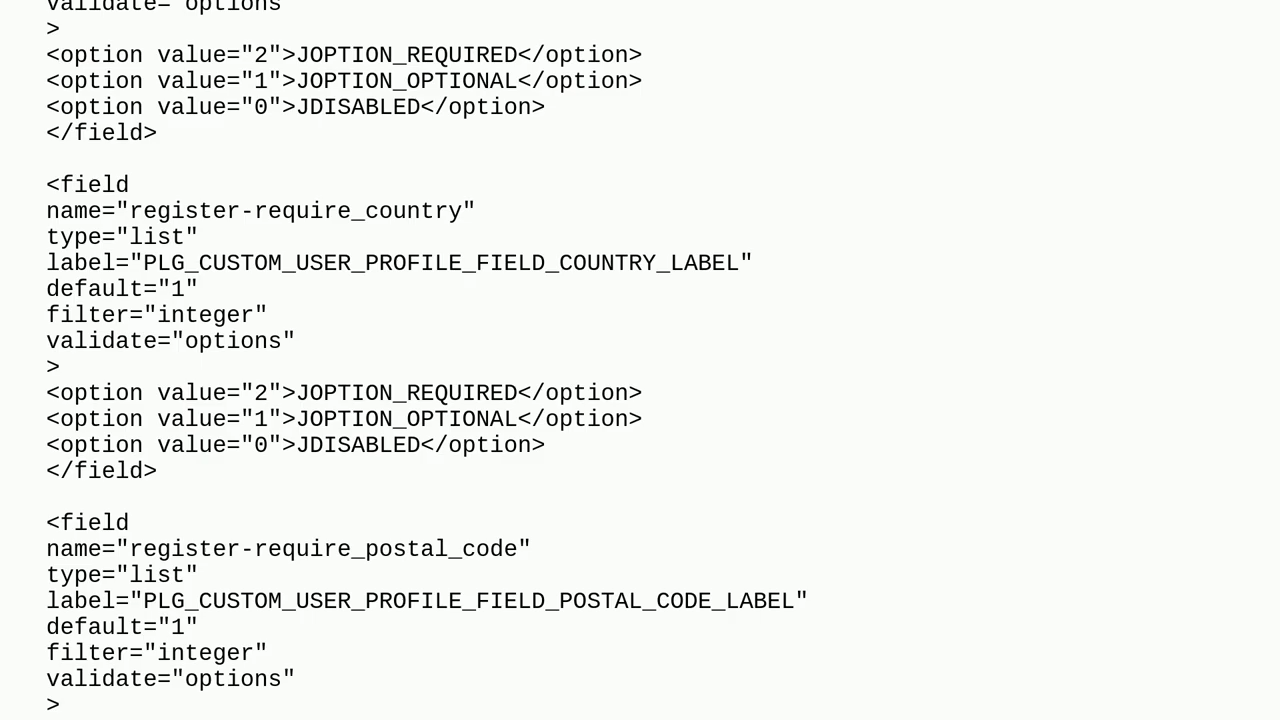 validate="options"
>
<option value="2">JOPTION_REQUIRED</option>
<option value="1">JOPTION_OPTIONAL</option>
<option value="0">JDISABLED</option>
</field>
<field
name="register-require_country"
type="list"
label="PLG_CUSTOM_USER_PROFILE_FIELD_COUNTRY_LABEL"
default="1"
filter="integer"
validate="options"
>
<option value="2">JOPTION_REQUIRED</option>
<option value="1">JOPTION_OPTIONAL</option>
<option value="0">JDISABLED</option>
</field>
<field
name="register-require_postal_code"
type="list"
label="PLG_CUSTOM_USER_PROFILE_FIELD_POSTAL_CODE_LABEL"
default="1"
filter="integer"
validate="options"
>